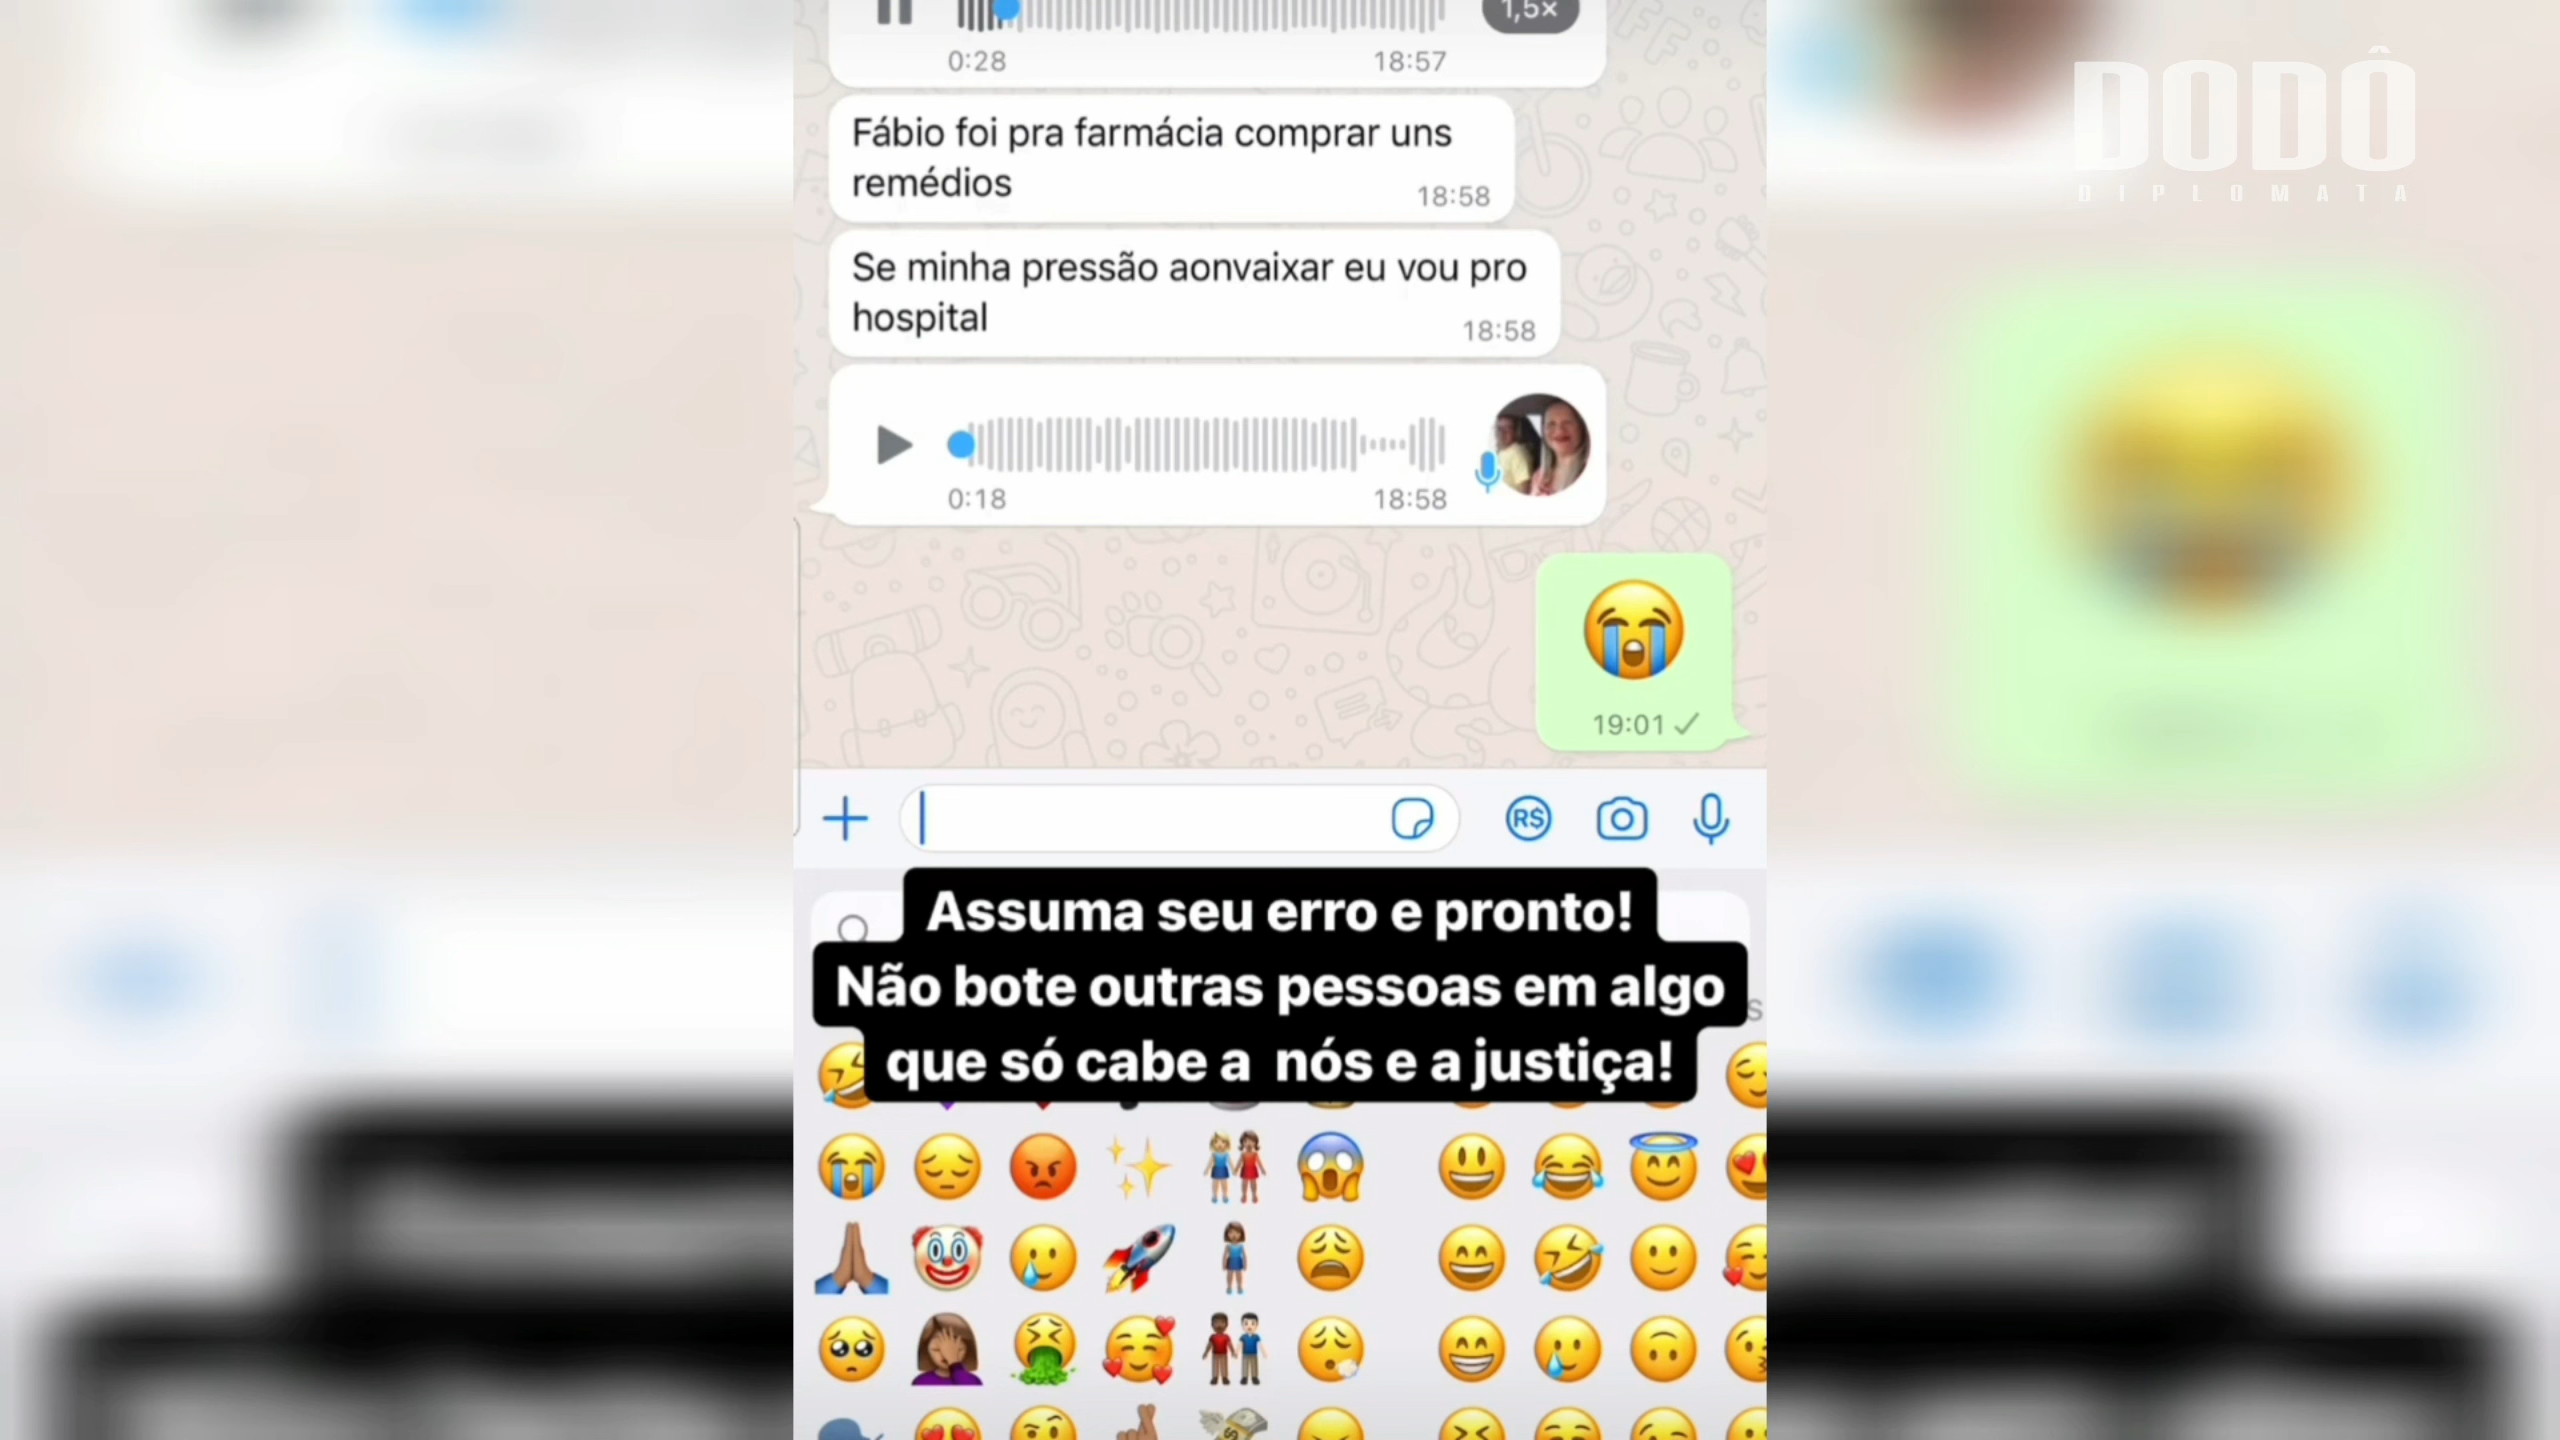 1,5×
0:28 18:57
DODÔ
DIPLOMATA
Fábio foi pra farmácia comprar uns
remédios
18:58
Se minha pressão aonvaixar eu vou pro
hospital
18:58
0:18 18:58
19:01
R$
Assuma seu erro e pronto!
Não bote outras pessoas em algo
que só cabe a nós e a justiça!